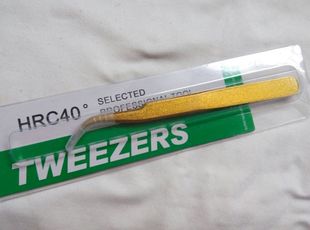 HRC40°
SELECTED
PROFESSIONAL TOOL
TWEEZERS